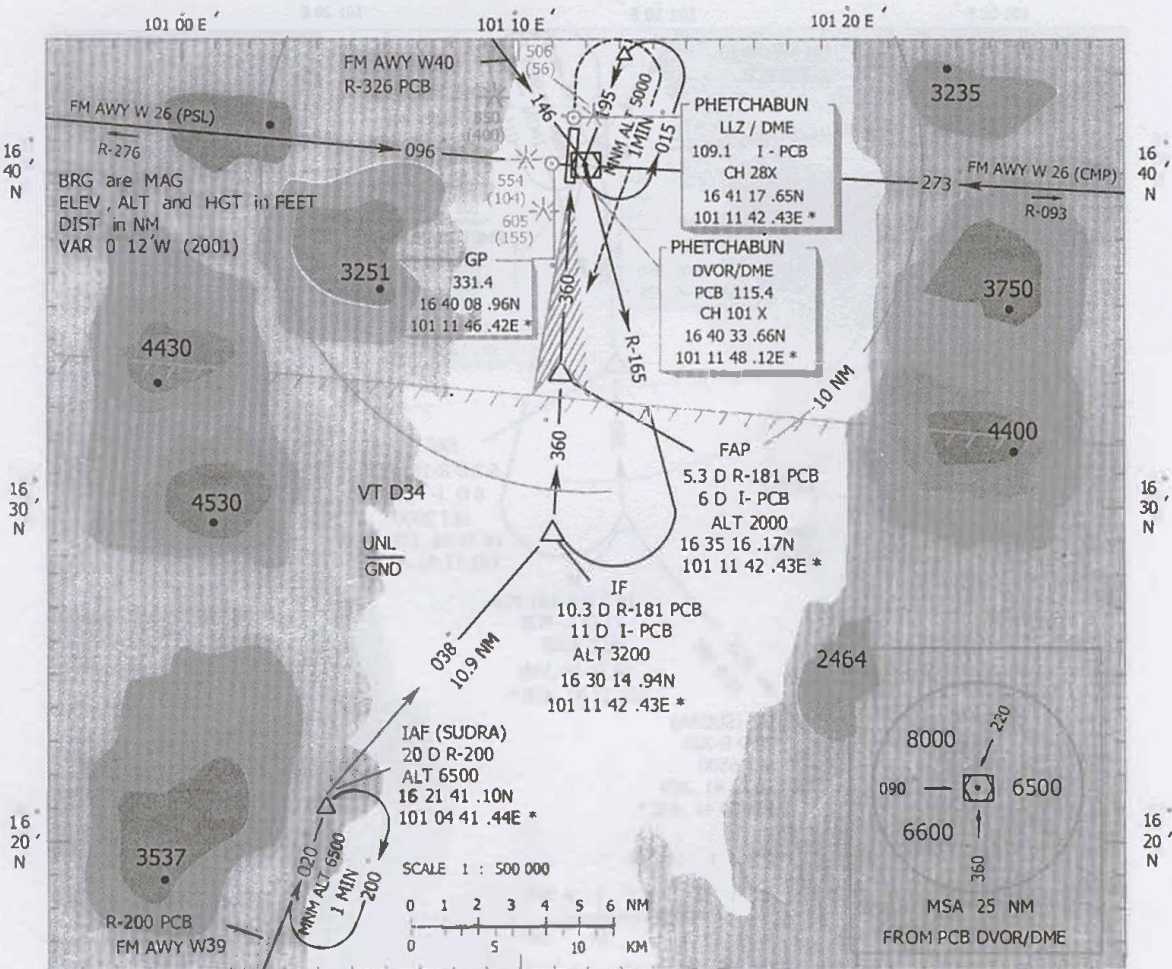 101 00 E'
101 10 E'
101 20 E'
FM AWY W40
R-326 PCB
506
(56)
146
195
MNM ALT 5000
1MIN
015
850
(400)
PHETCHABUN
LLZ / DME
109.1 I - PCB
CH 28X
16 41 17 .65N
101 11 42 .43E *
3235
FM AWY W 26 (PSL)
R-276
096
16 40' N
16 40' N
BRG are MAG
ELEV , ALT and HGT in FEET
DIST in NM
VAR 0 12'W (2001)
554
(104)
605
(155)
273
FM AWY W 26 (CMP)
R-093
3251
GP
331.4
16 40 08 .96N
101 11 46 .42E *
360
PHETCHABUN
DVOR/DME
PCB 115.4
CH 101 X
16 40 33 .66N
101 11 48 .12E *
3750
4430
R-165
10 NM
360
FAP
5.3 D R-181 PCB
6 D I- PCB
ALT 2000
16 35 16 .17N
101 11 42 .43E *
4400
16 30' N
16 30' N
4530
VT D34
UNL
GND
IF
10.3 D R-181 PCB
11 D I- PCB
ALT 3200
16 30 14 .94N
101 11 42 .43E *
038°
10.9 NM
2464
IAF (SUDRA)
20 D R-200
ALT 6500
16 21 41 .10N
101 04 41 .44E *
220
8000
090
6500
6600
360
MSA 25 NM
FROM PCB DVOR/DME
16 20' N
16 20' N
3537
020
MNM ALT 6500
1 MIN
200
SCALE 1 : 500 000
0 1 2 3 4 5 6 NM
0 5 10 KM
R-200 PCB
FM AWY W39